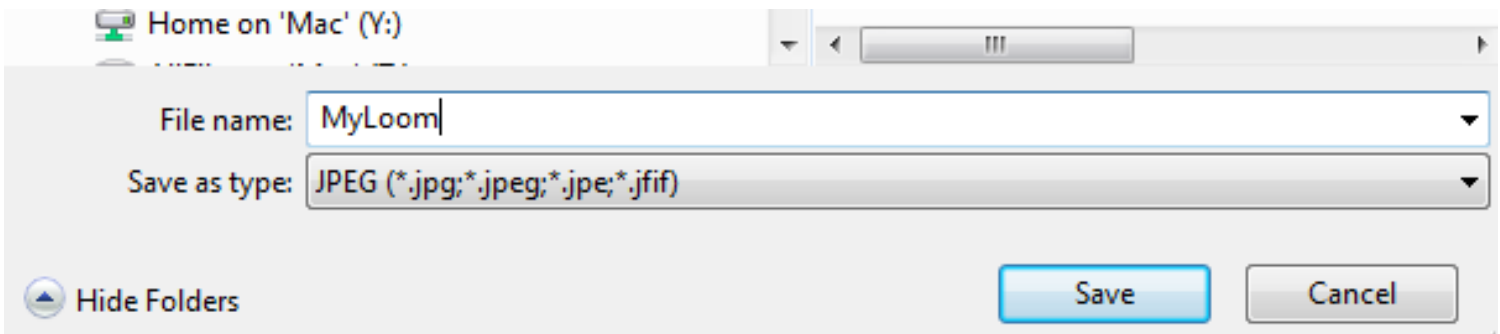 Home on 'Mac' (Y:)
File name: MyLoom
Save as type: JPEG (*.jpg;*.jpeg;*.jpe;*.jfif)
Hide Folders Save Cancel